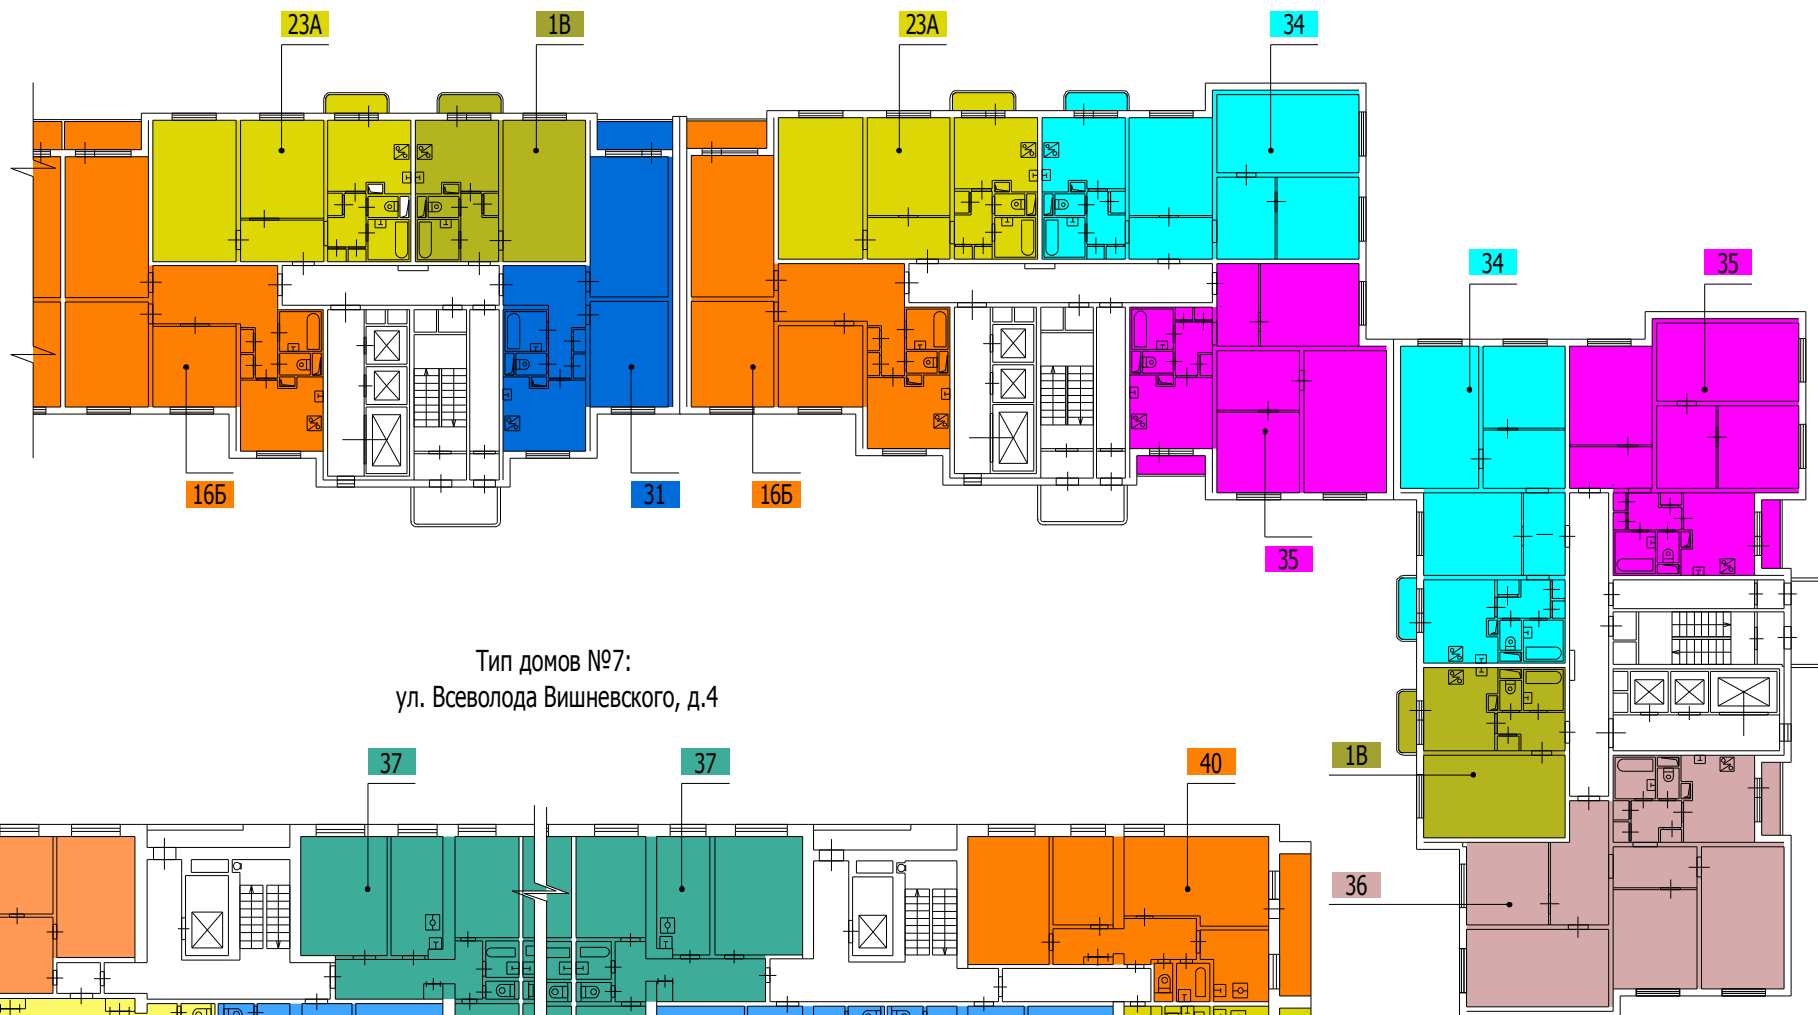 23А
1В
23А
34
34
35
16Б
31
16Б
35
Тип домов №7:
ул. Всеволода Вишневского, д.4
37
37
40
1В
36